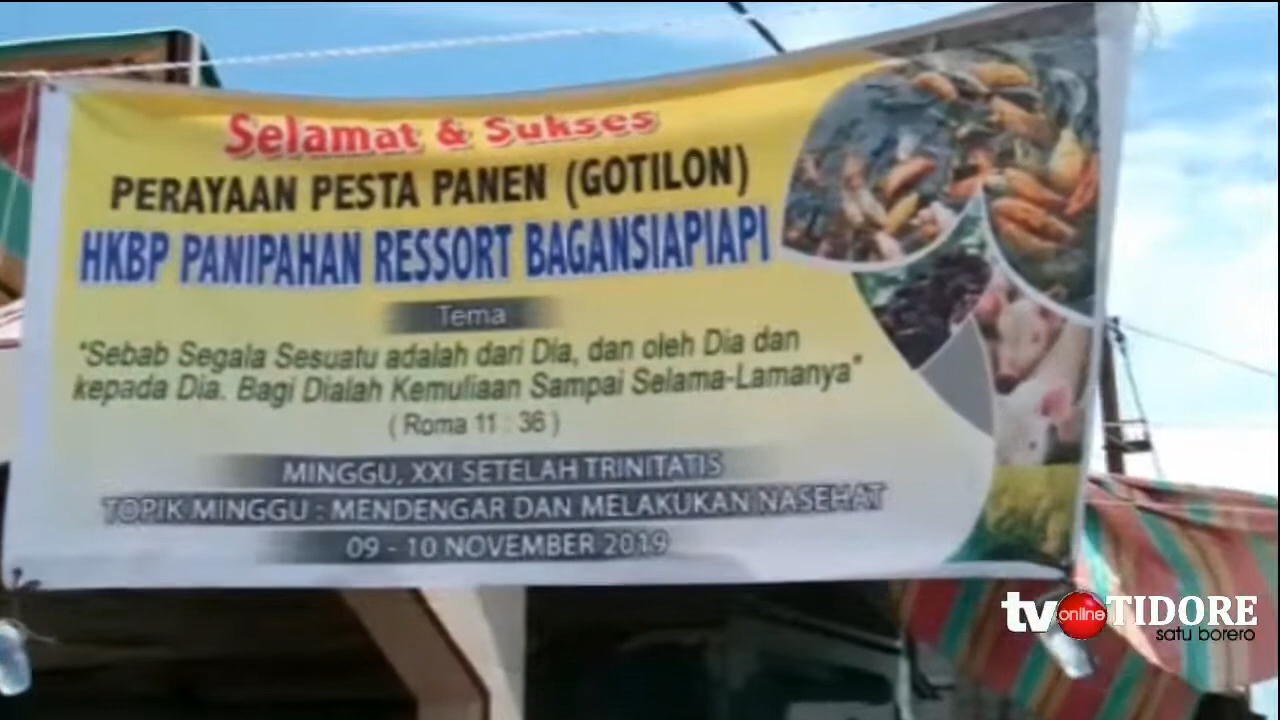 Selamat & Sukses
PERAYAAN PESTA PANEN (GOTILON)
HKBP PANIPAHAN RESSORT BAGANSIAPIAPI
Tema
"Sebab Segala Sesuatu adalah dari Dia, dan oleh Dia dan
kepada Dia. Bagi Dialah Kemuliaan Sampai Selama-Lamanya"
( Roma 11 : 36 )
MINGGU, XXI SETELAH TRINITATIS
TOPIK MINGGU : MENDENGAR DAN MELAKUKAN NASEHAT
09 - 10 NOVEMBER 2019
tv online TIDORE
satu borero